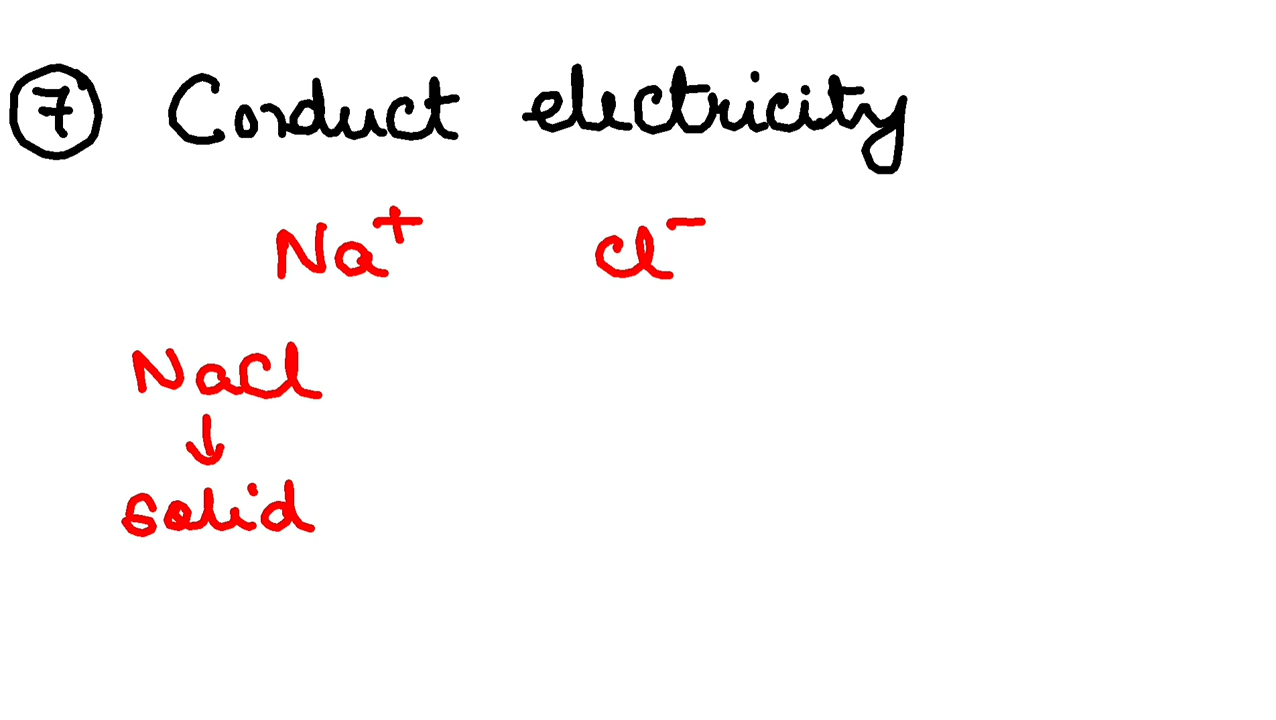 ⑦ Conduct electricity
Na⁺ Cl⁻
NaCl
↓
solid